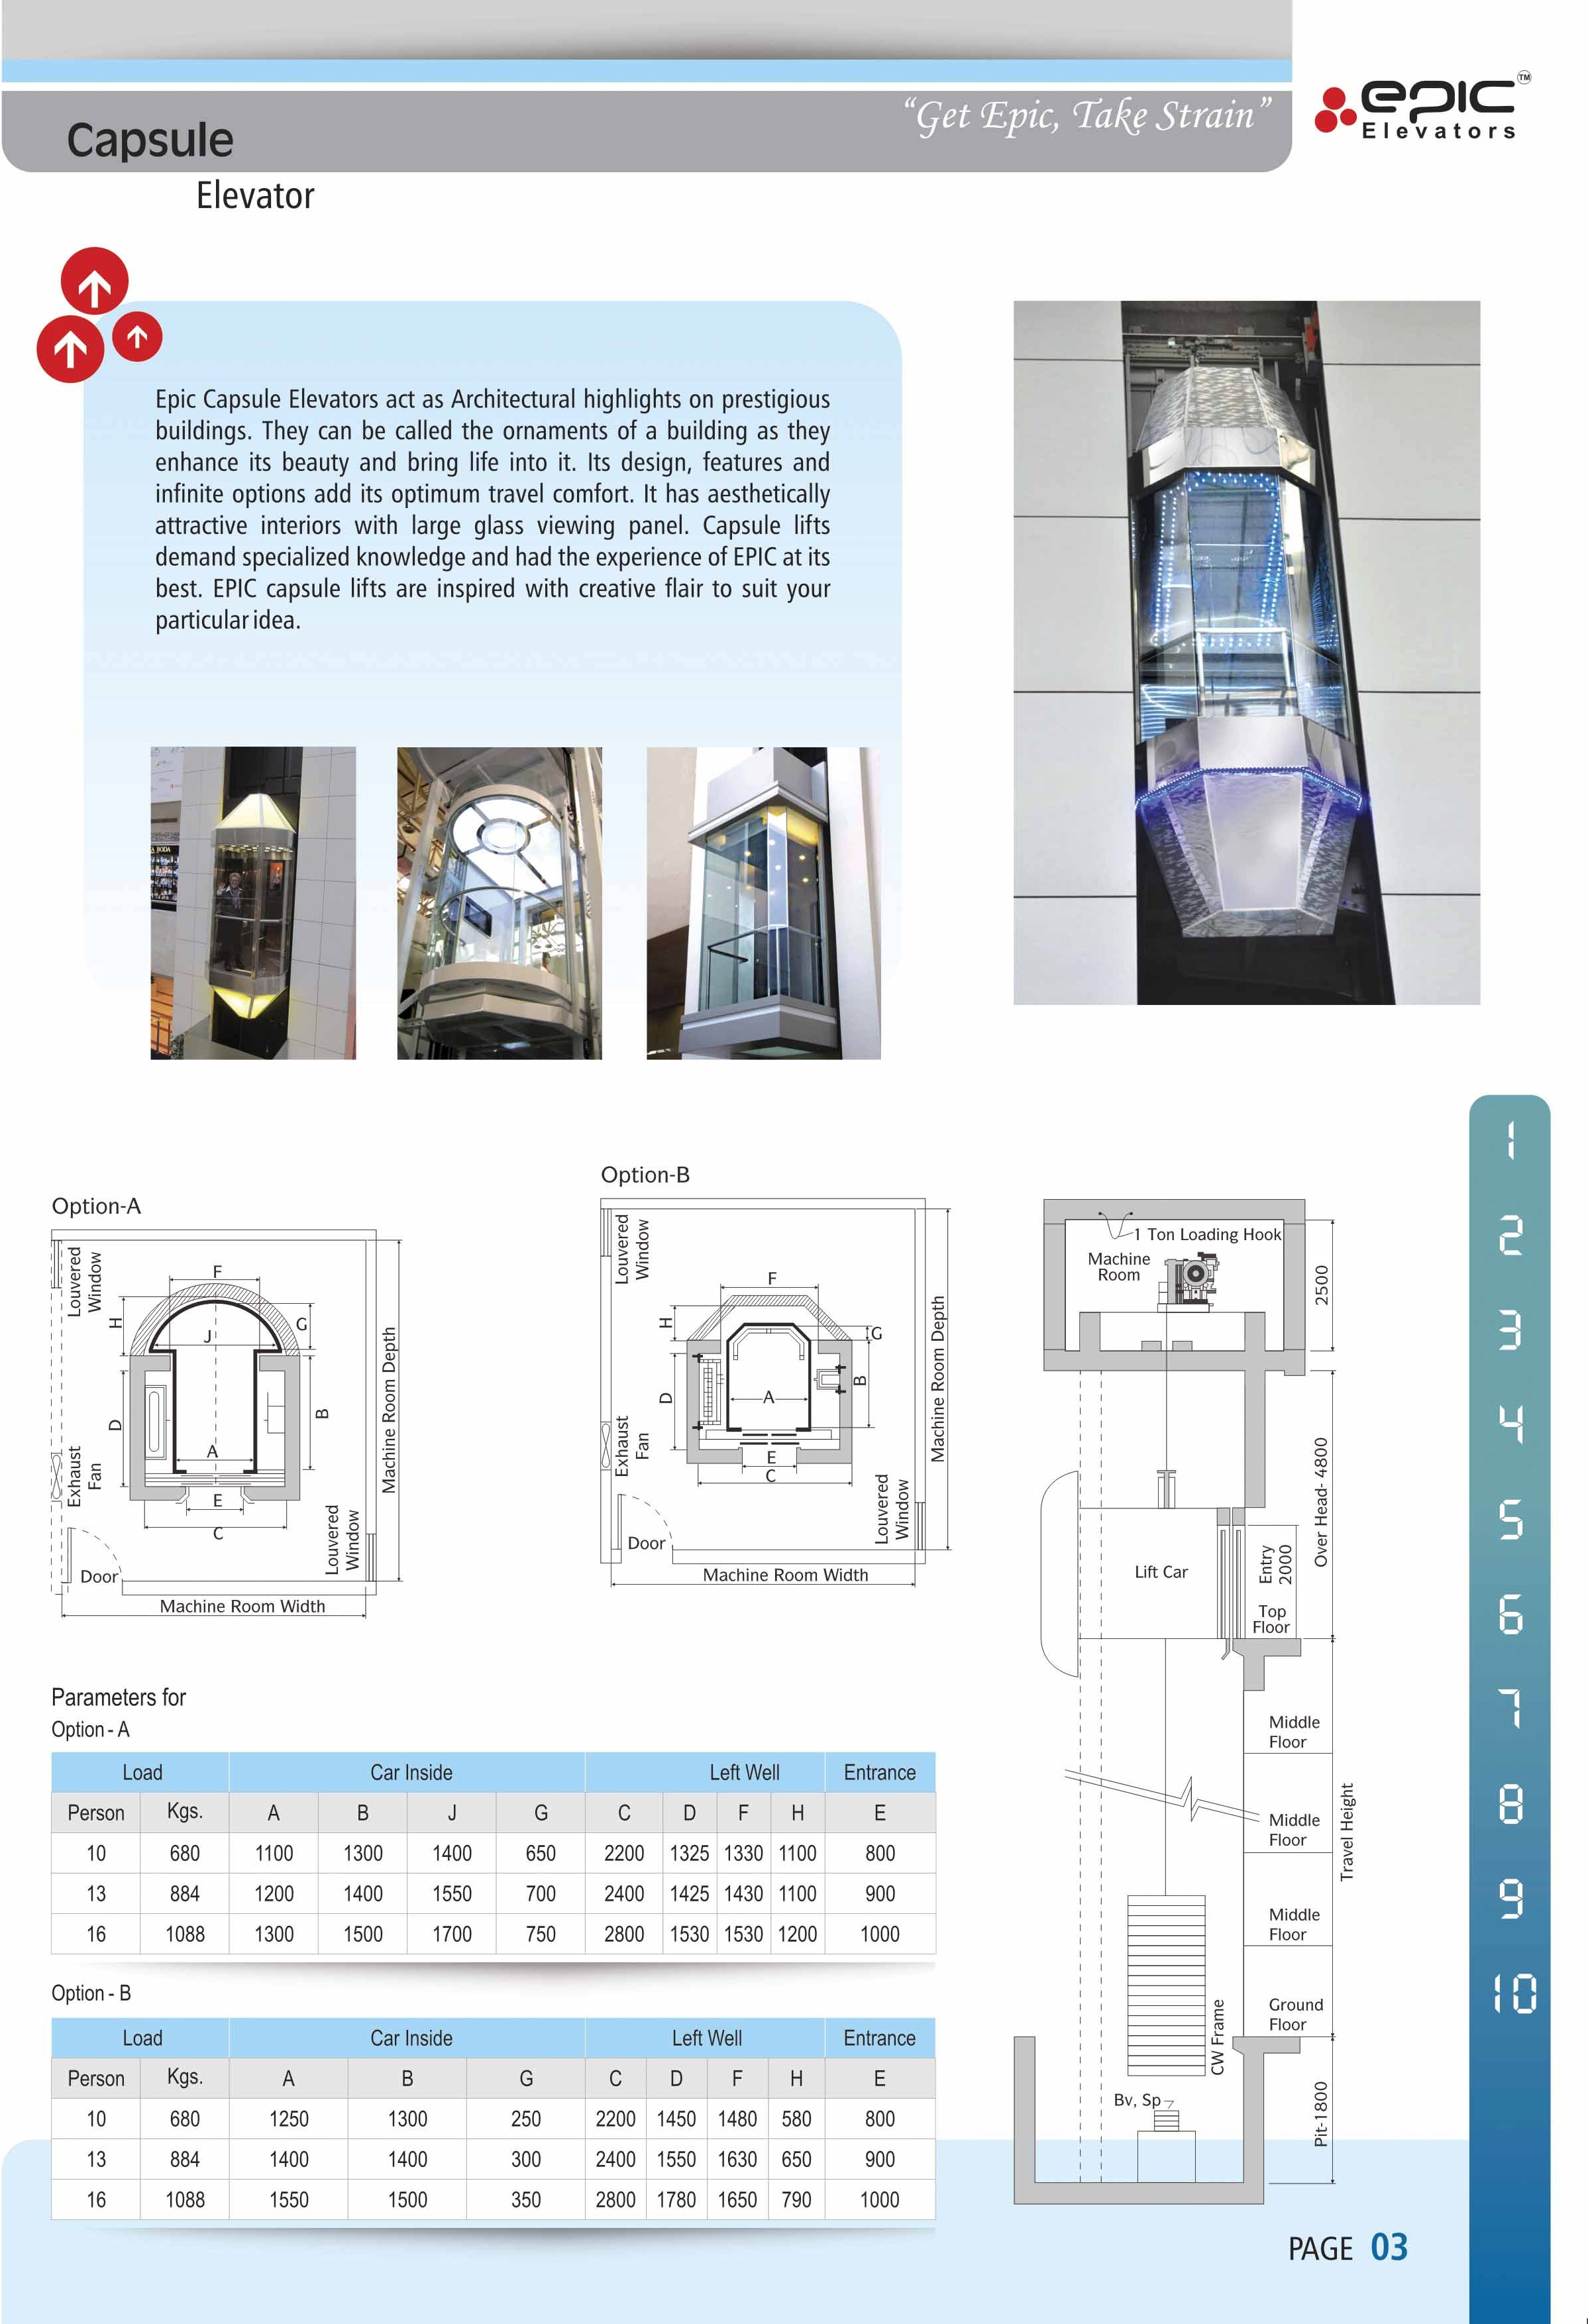 "Get Epic, Take Strain"
epic TM
Elevators
Capsule
Elevator
Epic Capsule Elevators act as Architectural highlights on prestigious
buildings. They can be called the ornaments of a building as they
enhance its beauty and bring life into it. Its design, features and
infinite options add its optimum travel comfort. It has aesthetically
attractive interiors with large glass viewing panel. Capsule lifts
demand specialized knowledge and had the experience of EPIC at its
best. EPIC capsule lifts are inspired with creative flair to suit your
particular idea.
Option-A
Louvered
Window
F
H
G
J
D
B
A
Exhaust
Fan
E
C
Louvered
Window
Door
Machine Room Depth
Machine Room Width
Option-B
Louvered
Window
F
H
G
D
B
A
Exhaust
Fan
E
C
Louvered
Window
Door
Machine Room Depth
Machine Room Width
1 Ton Loading Hook
Machine
Room
2500
Over Head- 4800
Lift Car
Entry
2000
Top
Floor
Middle
Floor
Middle
Floor
Travel Height
Middle
Floor
Ground
Floor
CW Frame
Bv, Sp
Pit-1800
1
2
3
4
5
6
7
8
9
10
Parameters for
Option - A
Load Car Inside Left Well Entrance
Person Kgs. A B J G C D F H E
10 680 1100 1300 1400 650 2200 1325 1330 1100 800
13 884 1200 1400 1550 700 2400 1425 1430 1100 900
16 1088 1300 1500 1700 750 2800 1530 1530 1200 1000
Option - B
Load Car Inside Left Well Entrance
Person Kgs. A B G C D F H E
10 680 1250 1300 250 2200 1450 1480 580 800
13 884 1400 1400 300 2400 1550 1630 650 900
16 1088 1550 1500 350 2800 1780 1650 790 1000
PAGE 03